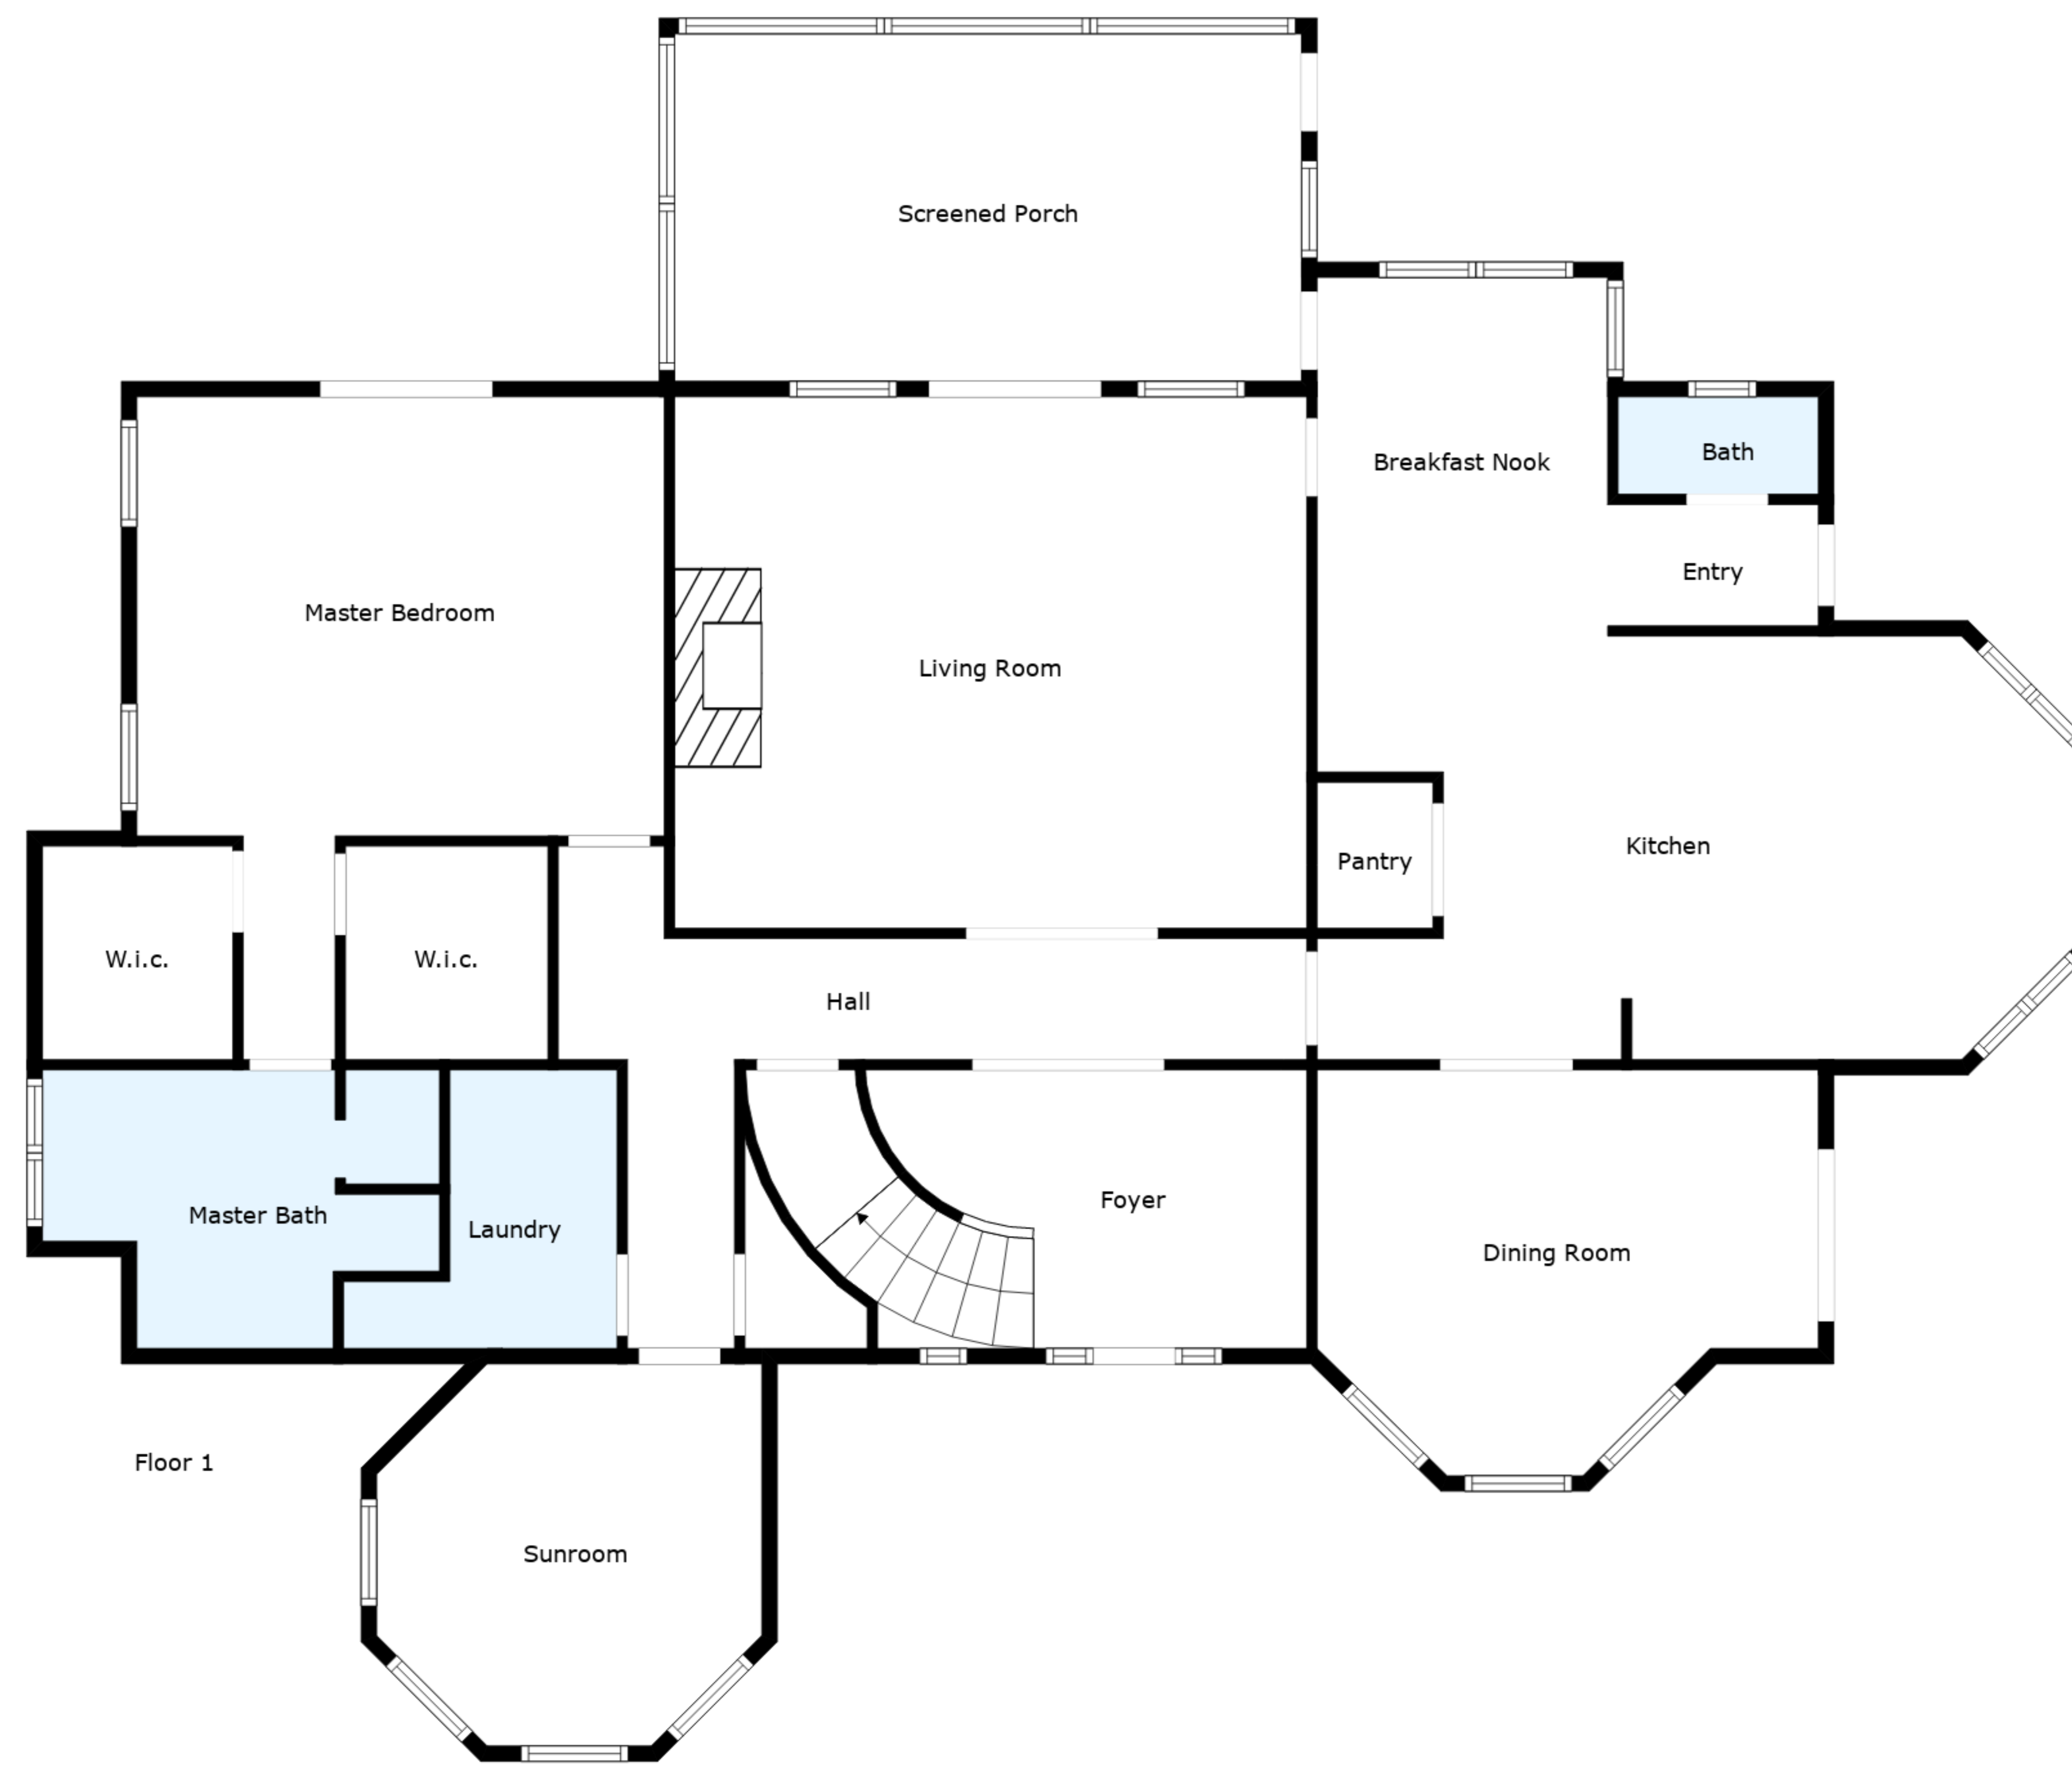 Screened Porch
Breakfast Nook
Bath
Entry
Master Bedroom
Living Room
Kitchen
Pantry
W.i.c.
W.i.c.
Hall
Master Bath
Laundry
Foyer
Dining Room
Floor 1
Sunroom